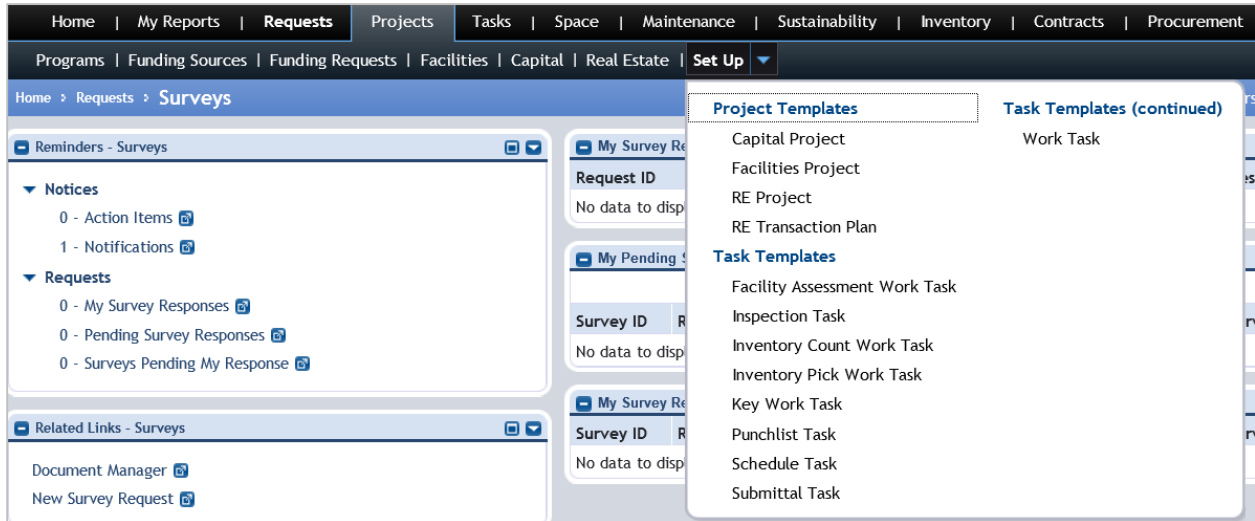 Home | My Reports | Requests Projects Tasks | Space | Maintenance | Sustainability | Inventory | Contracts | Procurement
Programs | Funding Sources | Funding Requests | Facilities | Capital | Real Estate | Set Up
Home > Requests > Surveys
Reminders - Surveys
Notices
0 - Action Items
1 - Notifications
Requests
0 - My Survey Responses
0 - Pending Survey Responses
0 - Surveys Pending My Response
Related Links - Surveys
Document Manager
New Survey Request
My Survey Re
Request ID
No data to disp
My Pending S
Survey ID R
No data to disp
My Survey Re
Survey ID R
No data to disp
Project Templates
Capital Project
Facilities Project
RE Project
RE Transaction Plan
Task Templates
Facility Assessment Work Task
Inspection Task
Inventory Count Work Task
Inventory Pick Work Task
Key Work Task
Punchlist Task
Schedule Task
Submittal Task
Task Templates (continued)
Work Task